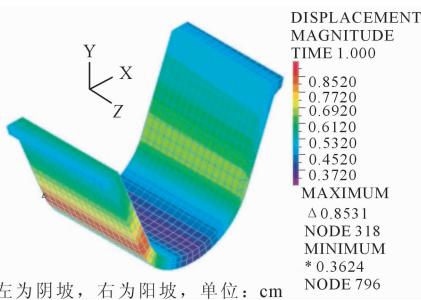 DISPLACEMENT
MAGNITUDE
TIME 1.000
Y
X
Z
0.8520
0.7720
0.6920
0.6120
0.5320
0.4520
0.3720
MAXIMUM
Δ 0.8531
NODE 318
MINIMUM
* 0.3624
NODE 796
左为阴坡，右为阳坡，单位：cm